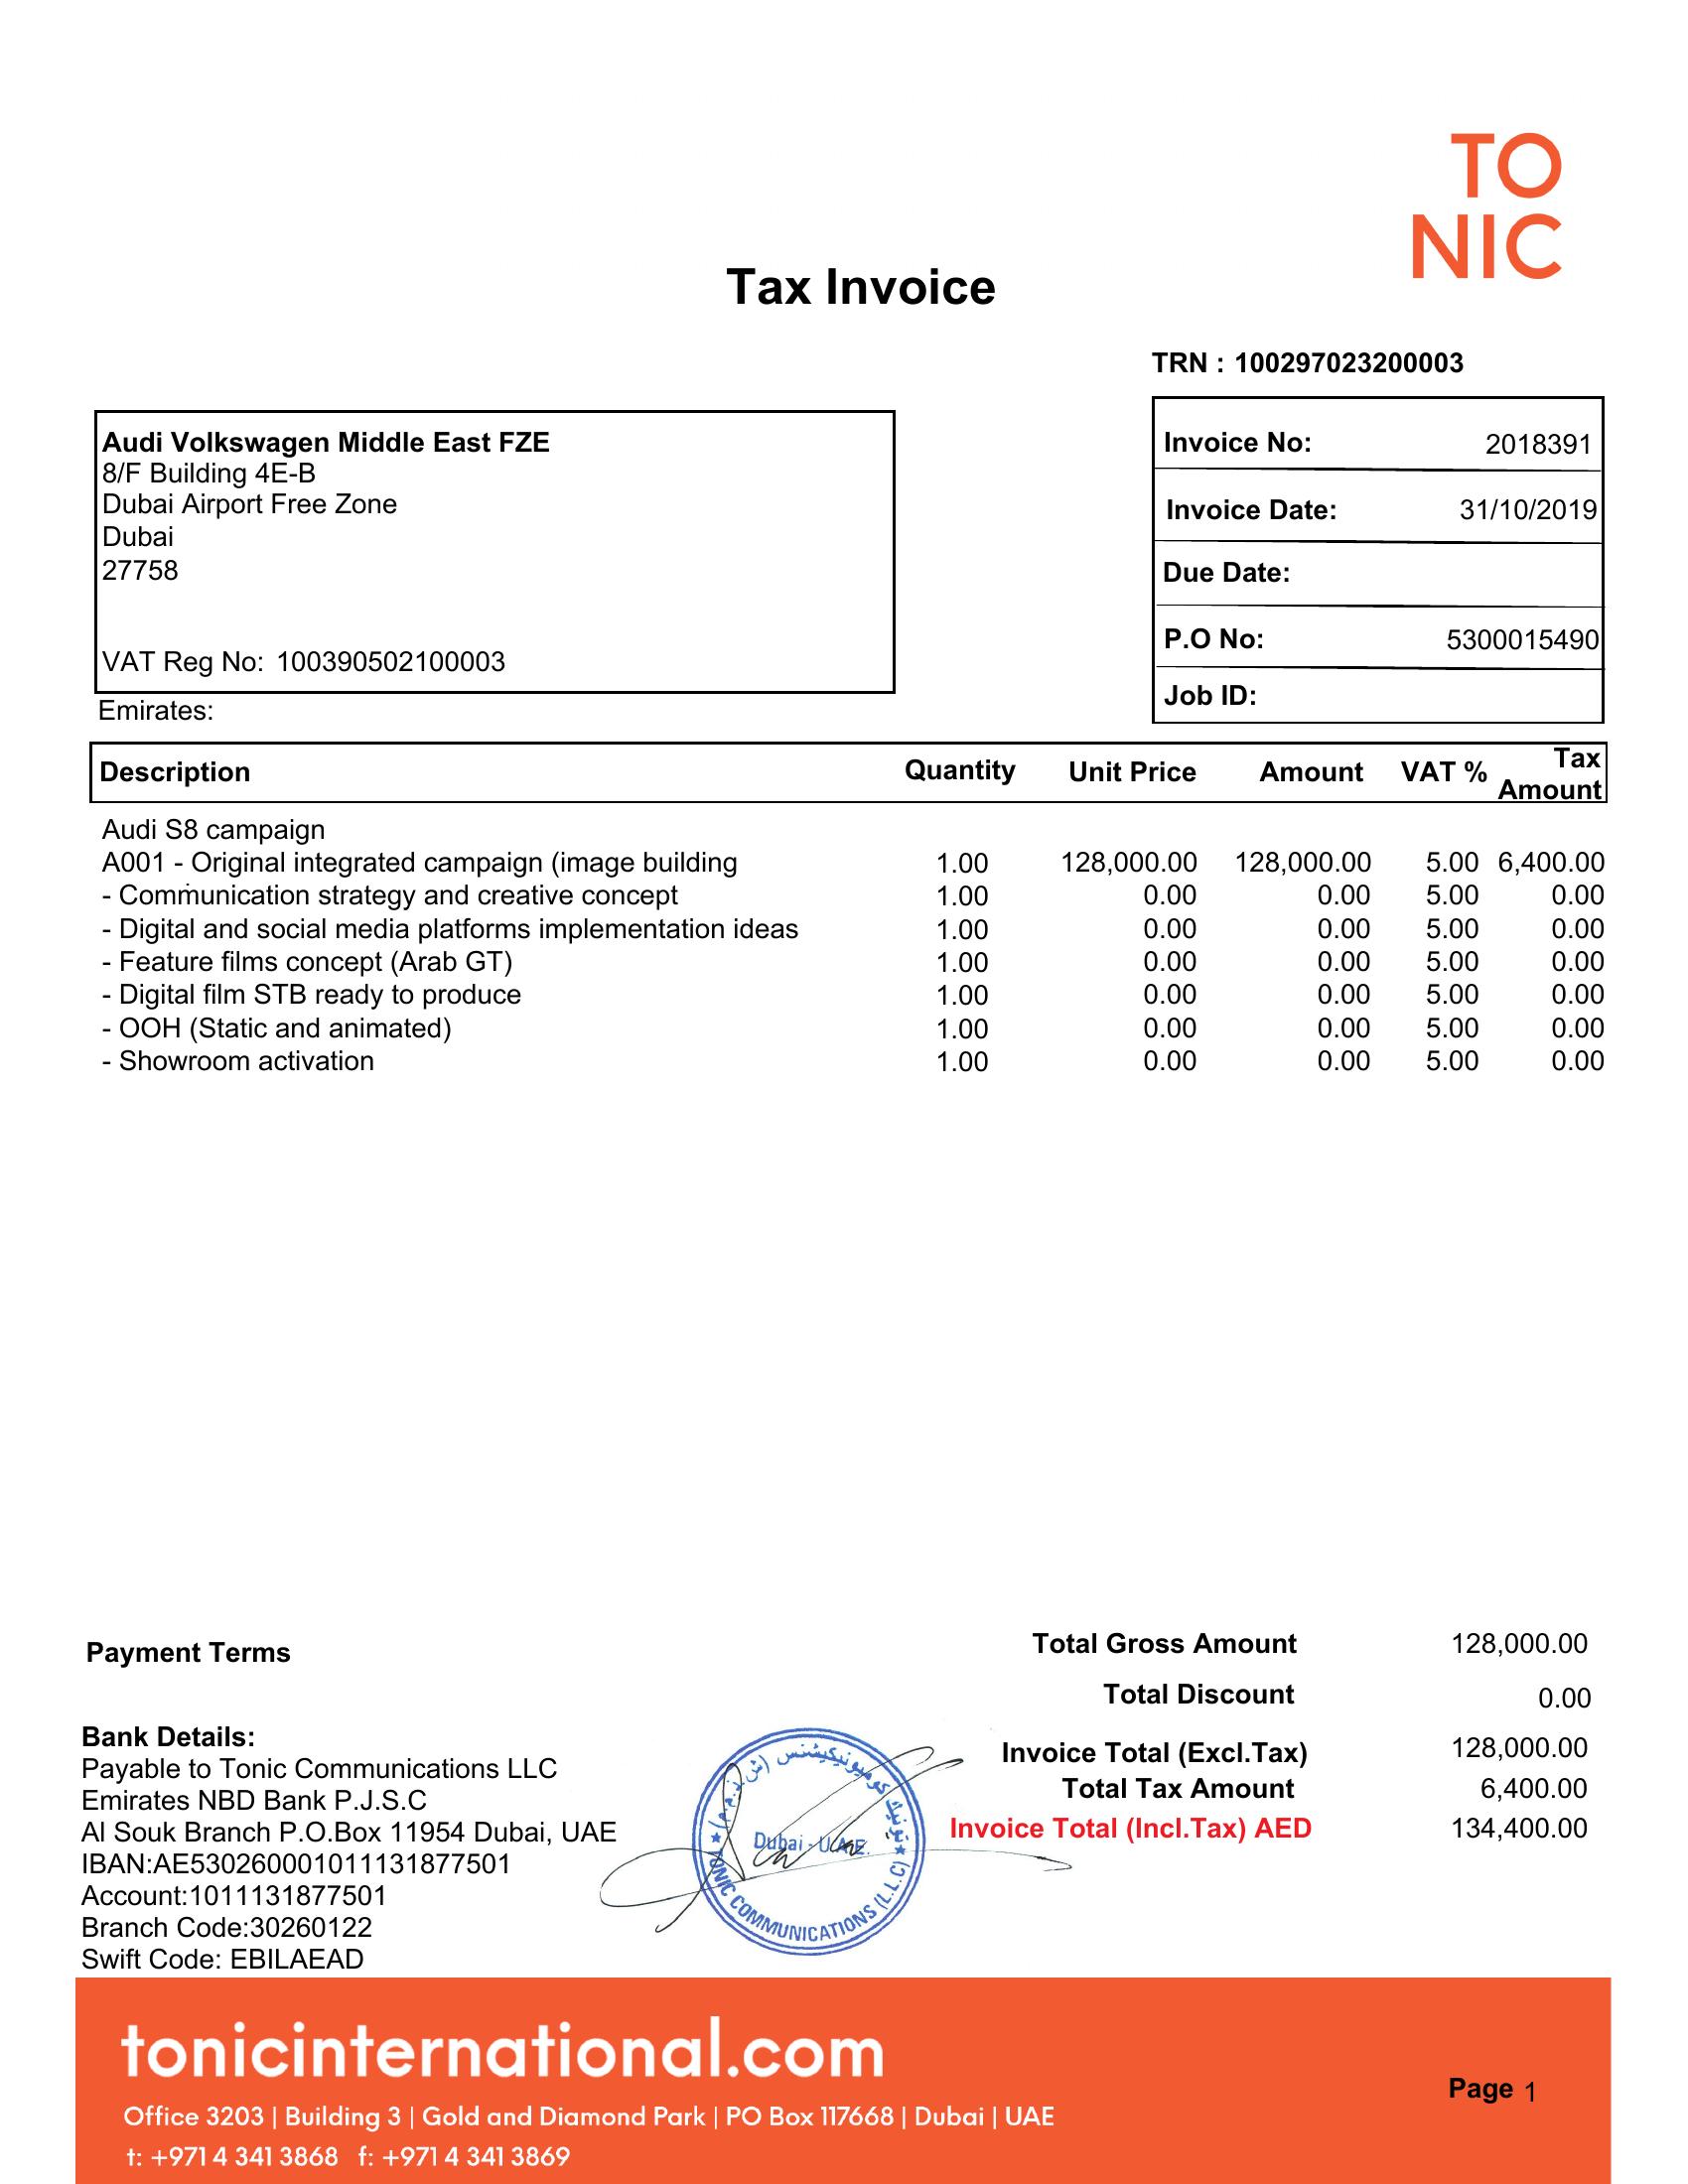 TO
NIC
Tax Invoice
TRN : 100297023200003
Audi Volkswagen Middle East FZE
8/F Building 4E-B
Dubai Airport Free Zone
Dubai
27758
VAT Reg No: 100390502100003
Emirates:
Invoice No: 2018391
Invoice Date: 31/10/2019
Due Date:
P.O No: 5300015490
Job ID:
Description Quantity Unit Price Amount VAT % Tax Amount
Audi S8 campaign
A001 - Original integrated campaign (image building 1.00 128,000.00 128,000.00 5.00 6,400.00
- Communication strategy and creative concept 1.00 0.00 0.00 5.00 0.00
- Digital and social media platforms implementation ideas 1.00 0.00 0.00 5.00 0.00
- Feature films concept (Arab GT) 1.00 0.00 0.00 5.00 0.00
- Digital film STB ready to produce 1.00 0.00 0.00 5.00 0.00
- OOH (Static and animated) 1.00 0.00 0.00 5.00 0.00
- Showroom activation 1.00 0.00 0.00 5.00 0.00
Payment Terms
Total Gross Amount 128,000.00
Total Discount 0.00
Invoice Total (Excl.Tax) 128,000.00
Total Tax Amount 6,400.00
Invoice Total (Incl.Tax) AED 134,400.00
Bank Details:
Payable to Tonic Communications LLC
Emirates NBD Bank P.J.S.C
Al Souk Branch P.O.Box 11954 Dubai, UAE
IBAN:AE530260001011131877501
Account:1011131877501
Branch Code:30260122
Swift Code: EBILAEAD
تونيك كوميونيكيشنس (ش.ذ.م.م)
Dubai - U.A.E.
TONIC COMMUNICATIONS (L.L.C)
tonicinternational.com
Office 3203 | Building 3 | Gold and Diamond Park | PO Box 117668 | Dubai | UAE
t: +971 4 341 3868 f: +971 4 341 3869
Page 1